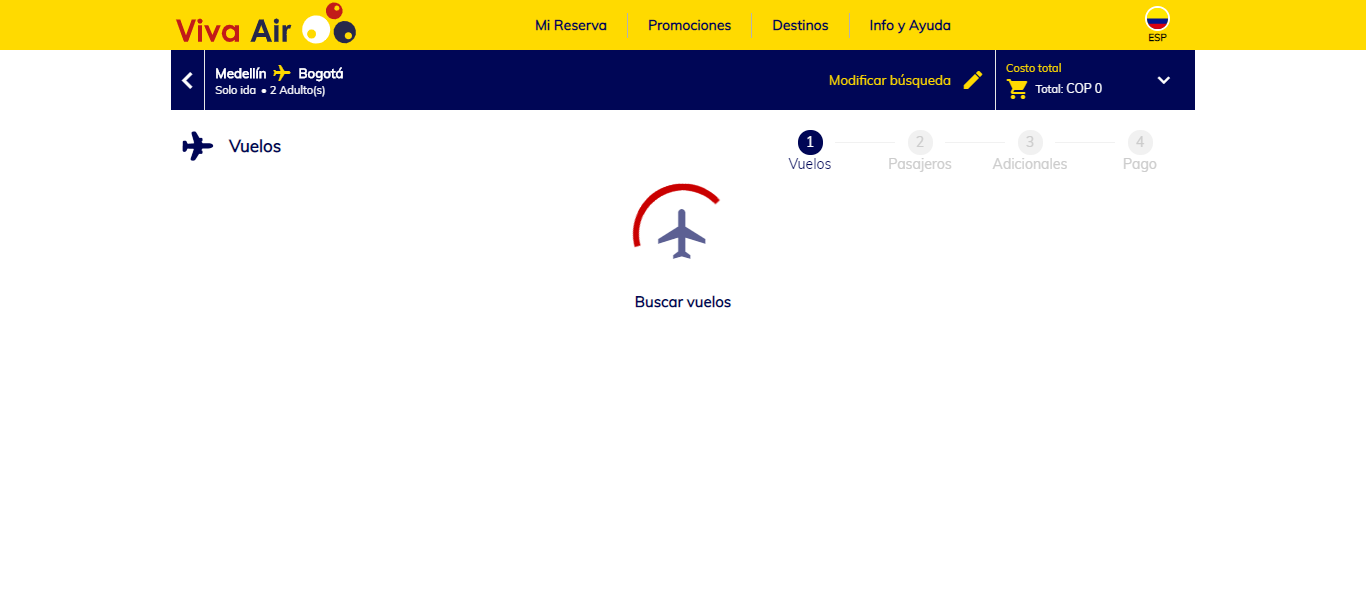 Viva Air
Mi Reserva
Promociones
Destinos
Info y Ayuda
ESP
Medellín Bogotá
Solo ida • 2 Adulto(s)
Modificar búsqueda
Costo total
Total: COP 0
Vuelos
1
Vuelos
2
Pasajeros
3
Adicionales
4
Pago
Buscar vuelos